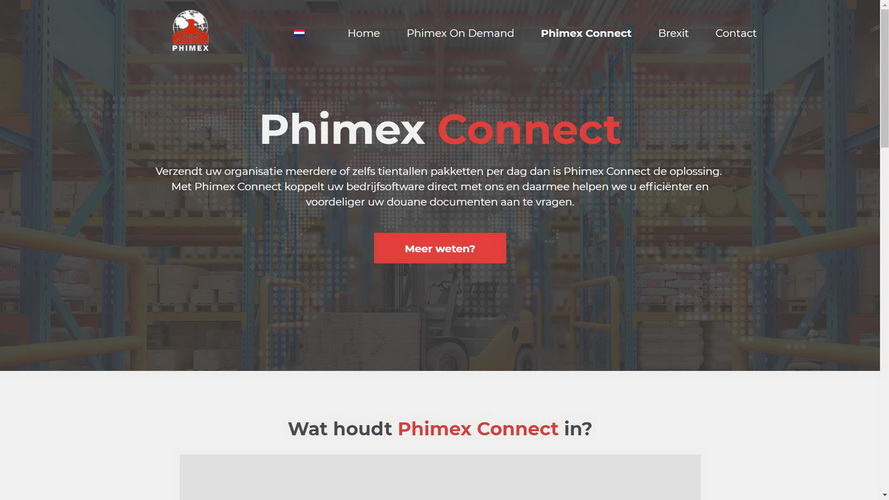 PHIMEX
Home
Phimex On Demand
Phimex Connect
Brexit
Contact
Phimex Connect
Verzendt uw organisatie meerdere of zelfs tientallen pakketten per dag dan is Phimex Connect de oplossing.
Met Phimex Connect koppelt uw bedrijfsoftware direct met ons en daarmee helpen we u efficiënter en
voordeliger uw douane documenten aan te vragen.
Meer weten?
Wat houdt Phimex Connect in?